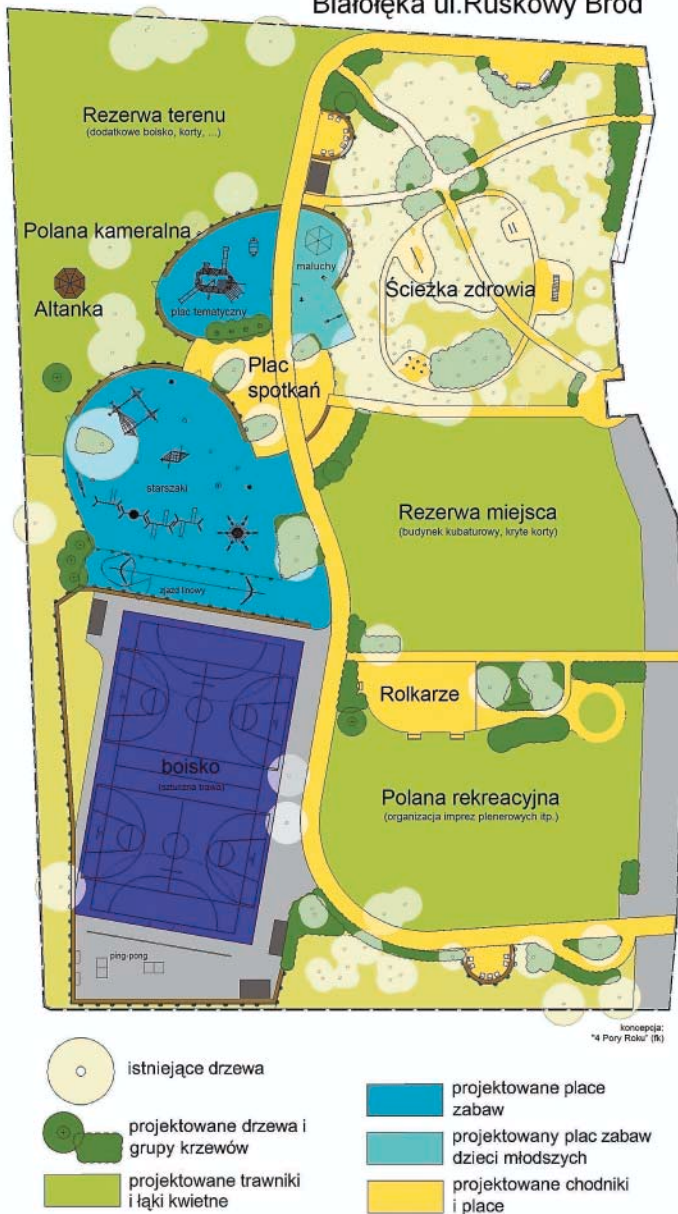 Białołęka ul.Ruskowy Bród
Rezerwa terenu
(dodatkowe boisko, korty, ...)
Polana kameralna
maluchy
Altanka
plac tematyczny
Ścieżka zdrowia
Plac
spotkań
starszaki
Rezerwa miejsca
(budynek kubaturowy, kryte korty)
zjazd linowy
Rolkarze
boisko
(sztuczna trawa)
Polana rekreacyjna
(organizacja imprez plenerowych itp.)
ping-pong
koncepcja:
"4 Pory Roku" (fk)
istniejące drzewa
projektowane drzewa i
grupy krzewów
projektowane trawniki
i łąki kwietne
projektowane place
zabaw
projektowany plac zabaw
dzieci młodszych
projektowane chodniki
i place